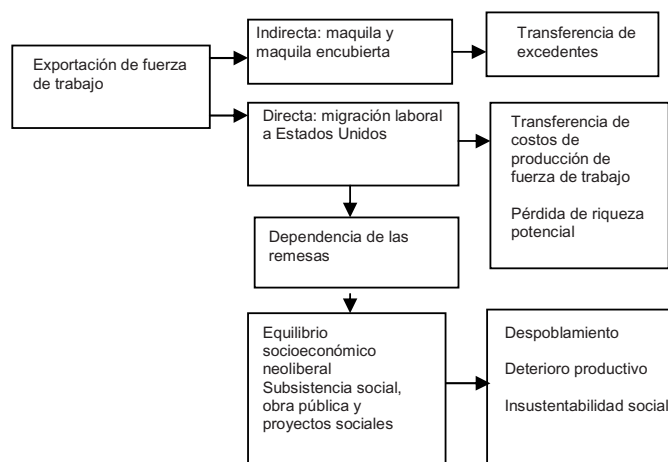 Exportación de fuerza
de trabajo
Indirecta: maquila y
maquila encubierta
Transferencia de
excedentes
Directa: migración laboral
a Estados Unidos
Transferencia de
costos de
producción de
fuerza de trabajo
Pérdida de riqueza
potencial
Dependencia de las
remesas
Equilibrio
socioeconómico
neoliberal
Subsistencia social,
obra pública y
proyectos sociales
Despoblamiento
Deterioro productivo
Insustentabilidad social